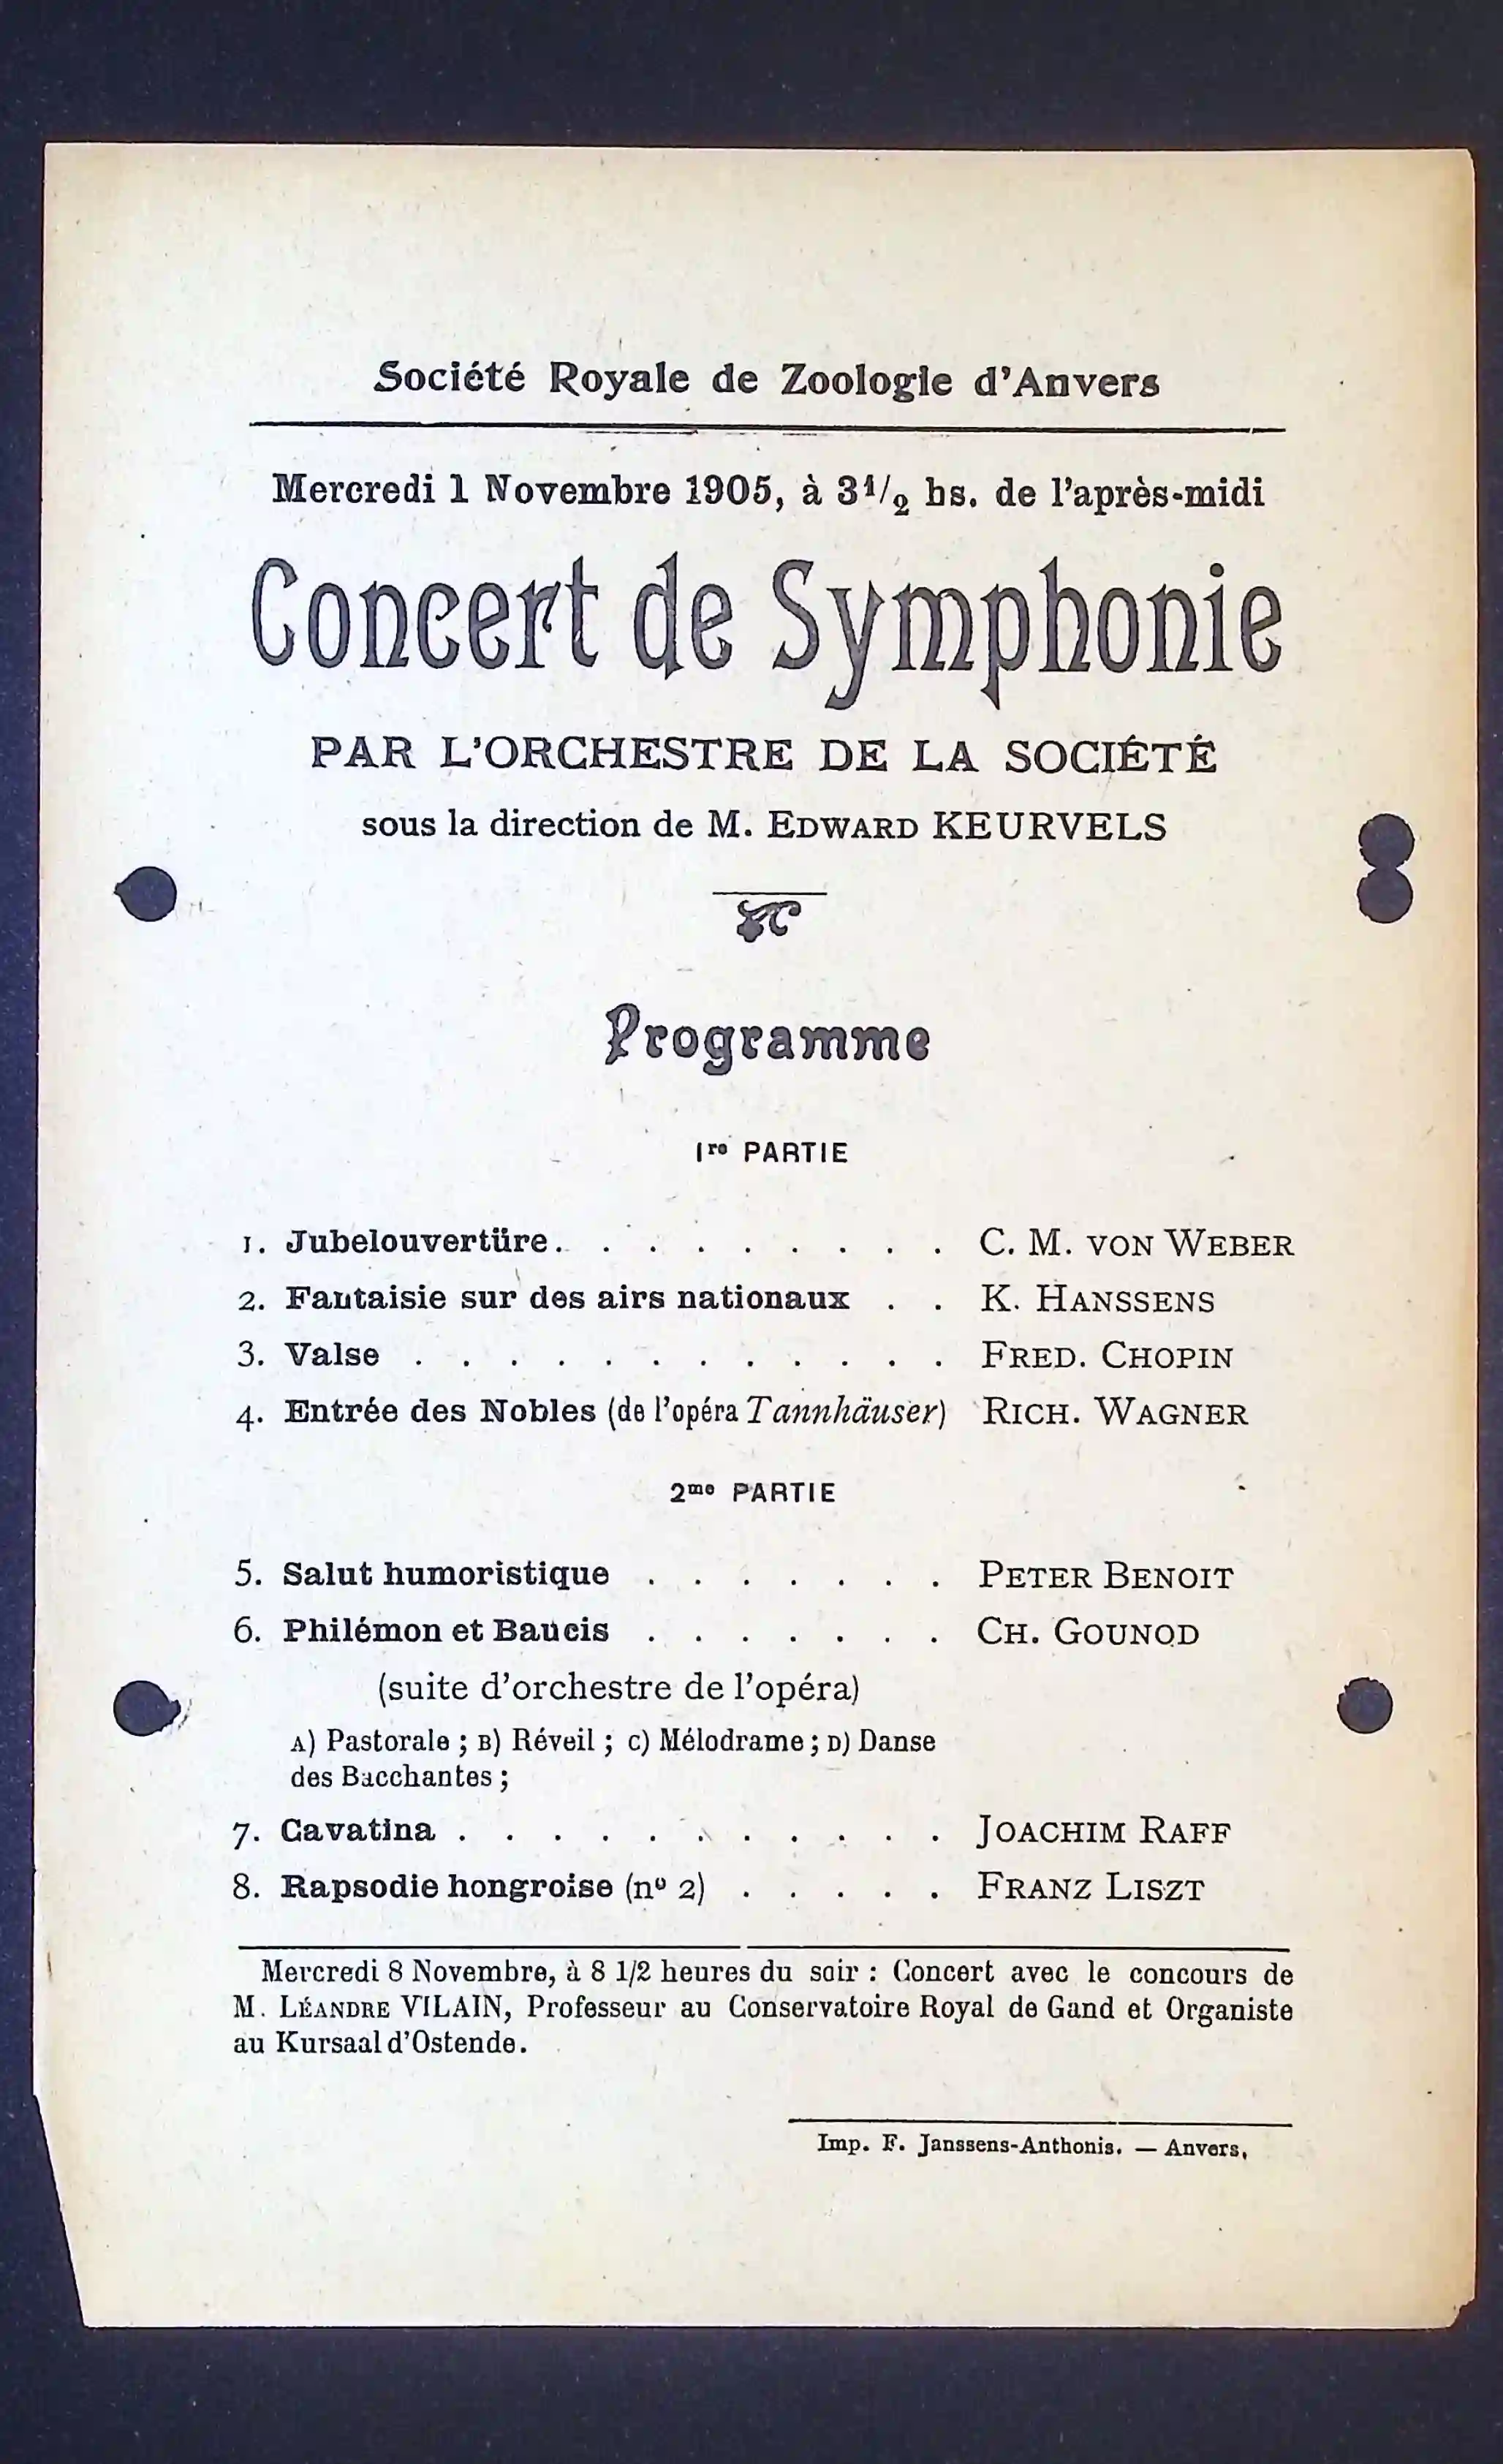 Société Royale de Zoologie d'Anvers
Mercredi 1 Novembre 1905, à 3 1/2 hs. de l'après-midi
Concert de Symphonie
PAR L'ORCHESTRE DE LA SOCIÉTÉ
sous la direction de M. EDWARD KEURVELS
Programme
1re PARTIE
1. Jubelouvertüre. . . . . . . . . C. M. VON WEBER
2. Fantaisie sur des airs nationaux . . K. HANSSENS
3. Valse . . . . . . . . . . . . FRED. CHOPIN
4. Entrée des Nobles (de l'opéra Tannhäuser) RICH. WAGNER
2me PARTIE
5. Salut humoristique . . . . . . . PETER BENOIT
6. Philémon et Baucis . . . . . . . CH. GOUNOD
(suite d'orchestre de l'opéra)
A) Pastorale ; B) Réveil ; C) Mélodrame ; D) Danse
des Bacchantes ;
7. Cavatina . . . . . . . . . . . JOACHIM RAFF
8. Rapsodie hongroise (no 2) . . . . . FRANZ LISZT
Mercredi 8 Novembre, à 8 1/2 heures du soir : Concert avec le concours de
M. LÉANDRE VILAIN, Professeur au Conservatoire Royal de Gand et Organiste
au Kursaal d'Ostende.
Imp. F. Janssens-Anthonis. — Anvers.